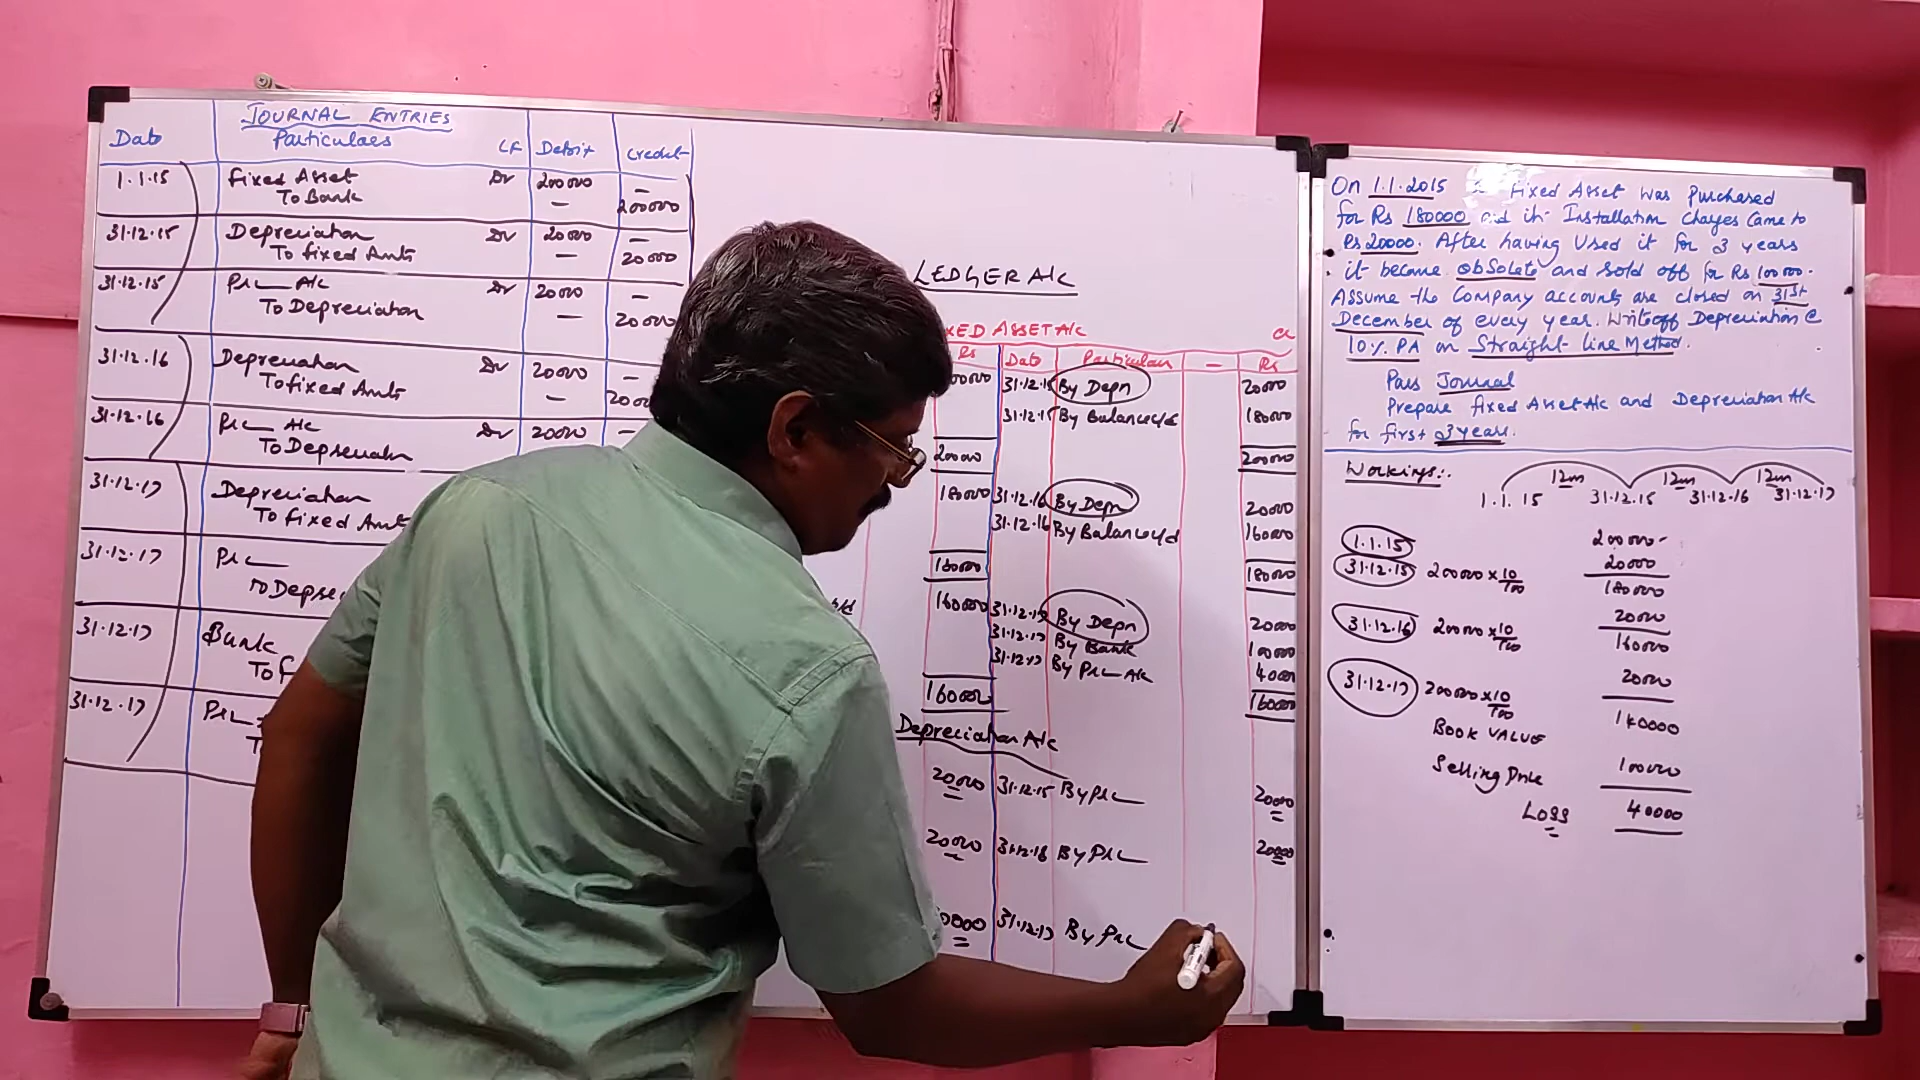 JOURNAL ENTRIES
Date Particulars LF Debit Credit
1.1.15 Fixed Asset Dr 200000 —
To Bank — 200000
31.12.15 Depreciation Dr 20000 —
To fixed — 20000
31.12.15 P&L A/c Dr 20000 —
To Depreciation — 20000
31.12.16 Depreciation Dr 20000 —
To fixed —
31.12.16 P&L A/c Dr 20000 —
To Depreciation
31.12.17 Depreciation
To fixed
31.12.17 P&L
31.12.17 Bank
To f
31.12.17 P&L
LEDGER A/c
XED ASSET A/c Cr
Rs Date Particulars — Rs
00000 31.12.15 By Depn 20000
31.12.15 By Balance c/d 180000
200000 200000
180000 31.12.16 By Depn 20000
31.12.16 By Balance c/d 160000
180000 180000
b/d 160000 31.12.17 By Depn 20000
31.12.17 By Bank 100000
31.12.17 By P&L A/c 40000
160000 160000
Depreciation A/c
20000 31.12.15 By P&L 20000
20000 31.12.16 By P&L 20000
0000 31.12.17 By P&L
On 1.1.2015 a Fixed Asset was Purchased
for Rs 180000 and its Installation charges came to
Rs 20000. After having Used it for 3 years
it became obsolete and sold off for Rs 100000.
Assume the Company accounts are closed on 31st
December of every year. Write off Depreciation @
10% PA on Straight line Method.
Pass Journal
Prepare fixed Asset A/c and Depreciation A/c
for first 3 years.
Workings:-
12m 12m 12m
1.1.15 31.12.15 31.12.16 31.12.17
1.1.15 200000
31.12.15 200000 x 10/100 20000
180000
31.12.16 200000 x 10/100 20000
160000
31.12.17 200000 x 10/100 20000
BOOK VALUE 140000
Selling Price 100000
Loss 40000